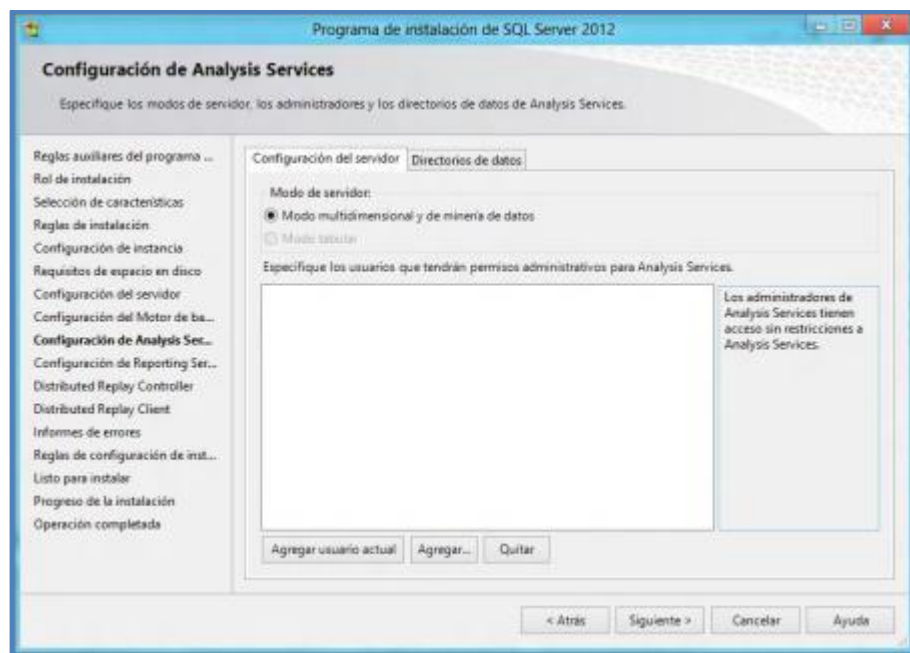 Programa de instalación de SQL Server 2012
Configuración de Analysis Services
Especifique los modos de servidor, los administradores y los directorios de datos de Analysis Services.
Reglas auxiliares del programa ...
Rol de instalación
Selección de características
Reglas de instalación
Configuración de instancia
Requisitos de espacio en disco
Configuración del servidor
Configuración del Motor de ba...
Configuración de Analysis Ser...
Configuración de Reporting Ser...
Distributed Replay Controller
Distributed Replay Client
Informes de errores
Reglas de configuración de inst...
Listo para instalar
Progreso de la instalación
Operación completada
Configuración del servidor
Directorios de datos
Modo de servidor:
Modo multidimensional y de minería de datos
Modo tabular
Especifique los usuarios que tendrán permisos administrativos para Analysis Services.
Los administradores de
Analysis Services tienen
acceso sin restricciones a
Analysis Services.
Agregar usuario actual
Agregar...
Quitar
< Atrás
Siguiente >
Cancelar
Ayuda